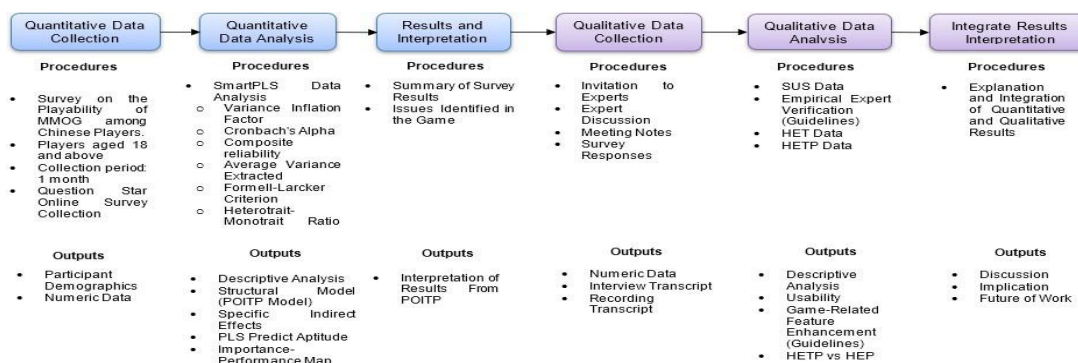 Quantitative Data
Collection
Procedures
Survey on the
Playability of
MMOG among
Chinese Players.
Players aged 18
and above
Collection period:
1 month
Question Star
Online Survey
Collection
Outputs
Participant
Demographics
Numeric Data
Quantitative
Data Analysis
Procedures
SmartPLS Data
Analysis
Variance Inflation
Factor
Cronbach's Alpha
Composite
reliability
Average Variance
Extracted
Formell-Larcker
Criterion
Heterotrait-
Monotrait Ratio
Outputs
Descriptive Analysis
Structural Model
(POITP Model)
Specific Indirect
Effects
PLS Predict Aptitude
Importance-
Performance Map
Results and
Interpretation
Procedures
Summary of Survey
Results
Issues Identified in
the Game
Outputs
Interpretation of
Results From
POITP
Qualitative Data
Collection
Procedures
Invitation to
Experts
Expert
Discussion
Meeting Notes
Survey
Responses
Outputs
Numeric Data
Interview Transcript
Recording
Transcript
Qualitative Data
Analysis
Procedures
SUS Data
Empirical Expert
Verification
(Guidelines)
HET Data
HETP Data
Outputs
Descriptive
Analysis
Usability
Game-Related
Feature
Enhancement
(Guidelines)
HETP vs HEP
Integrate Results
Interpretation
Procedures
Explanation
and Integration
of Quantitative
and Qualitative
Results
Outputs
Discussion
Implication
Future of Work